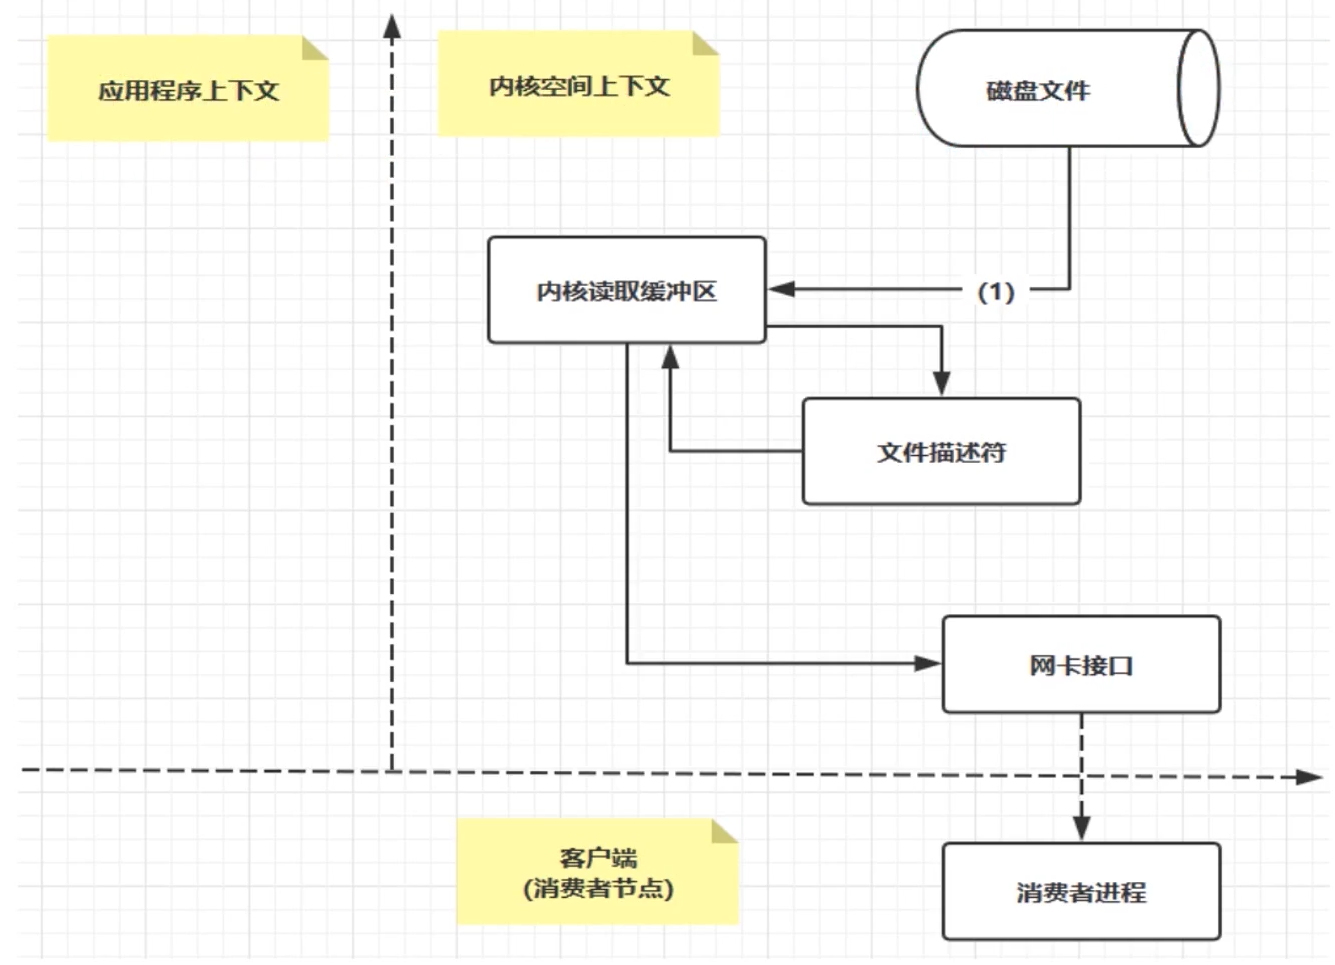 应用程序上下文
内核空间上下文
磁盘文件
内核读取缓冲区
(1)
文件描述符
网卡接口
客户端
(消费者节点)
消费者进程